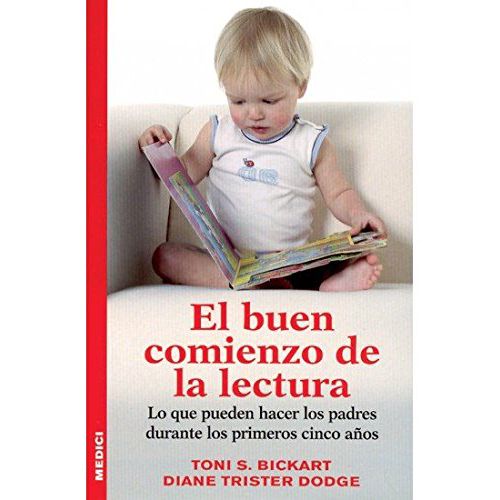 El buen
comienzo de
la lectura
Lo que pueden hacer los padres
durante los primeros cinco años
TONI S. BICKART
DIANE TRISTER DODGE
MEDICI